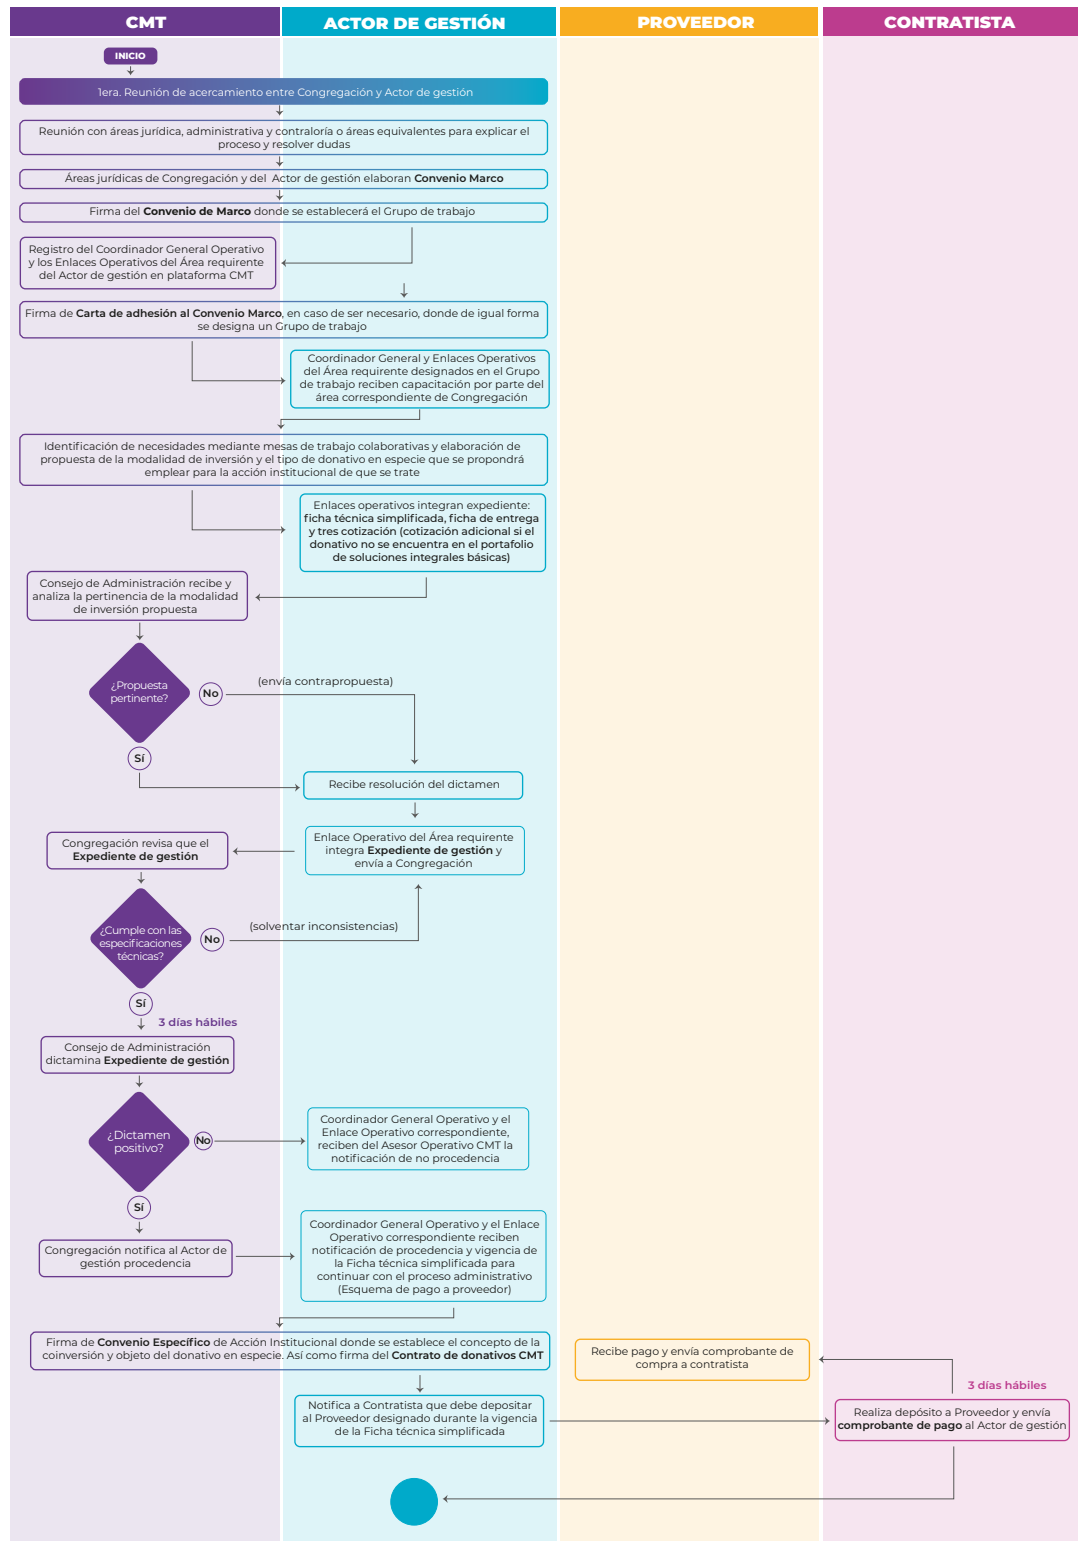 CMT
ACTOR DE GESTIÓN
PROVEEDOR
CONTRATISTA
INICIO
1era. Reunión de acercamiento entre Congregación y Actor de gestión
Reunión con áreas jurídica, administrativa y contraloría o áreas equivalentes para explicar el
proceso y resolver dudas
Áreas jurídicas de Congregación y del Actor de gestión elaboran Convenio Marco
Firma del Convenio de Marco donde se establecerá el Grupo de trabajo
Registro del Coordinador General Operativo
y los Enlaces Operativos del Área requirente
del Actor de gestión en plataforma CMT
Firma de Carta de adhesión al Convenio Marco, en caso de ser necesario, donde de igual forma
se designa un Grupo de trabajo
Coordinador General y Enlaces Operativos
del Área requirente designados en el Grupo
de trabajo reciben capacitación por parte del
área correspondiente de Congregación
Identificación de necesidades mediante mesas de trabajo colaborativas y elaboración de
propuesta de la modalidad de inversión y el tipo de donativo en especie que se propondrá
emplear para la acción institucional de que se trate
Enlaces operativos integran expediente:
ficha técnica simplificada, ficha de entrega
y tres cotización (cotización adicional si el
donativo no se encuentra en el portafolio
de soluciones integrales básicas)
Consejo de Administración recibe y
analiza la pertinencia de la modalidad
de inversión propuesta
¿Propuesta
pertinente?
No
(envía contrapropuesta)
Sí
Recibe resolución del dictamen
Enlace Operativo del Área requirente
integra Expediente de gestión y
envía a Congregación
Congregación revisa que el
Expediente de gestión
¿Cumple con las
especificaciones
técnicas?
No
(solventar inconsistencias)
Sí
3 días hábiles
Consejo de Administración
dictamina Expediente de gestión
¿Dictamen
positivo?
No
Coordinador General Operativo y el
Enlace Operativo correspondiente,
reciben del Asesor Operativo CMT la
notificación de no procedencia
Sí
Congregación notifica al Actor de
gestión procedencia
Coordinador General Operativo y el Enlace
Operativo correspondiente reciben
notificación de procedencia y vigencia de
la Ficha técnica simplificada para
continuar con el proceso administrativo
(Esquema de pago a proveedor)
Firma de Convenio Específico de Acción Institucional donde se establece el concepto de la
coinversión y objeto del donativo en especie. Así como firma del Contrato de donativos CMT
Recibe pago y envía comprobante de
compra a contratista
3 días hábiles
Notifica a Contratista que debe depositar
al Proveedor designado durante la vigencia
de la Ficha técnica simplificada
Realiza depósito a Proveedor y envía
comprobante de pago al Actor de gestión